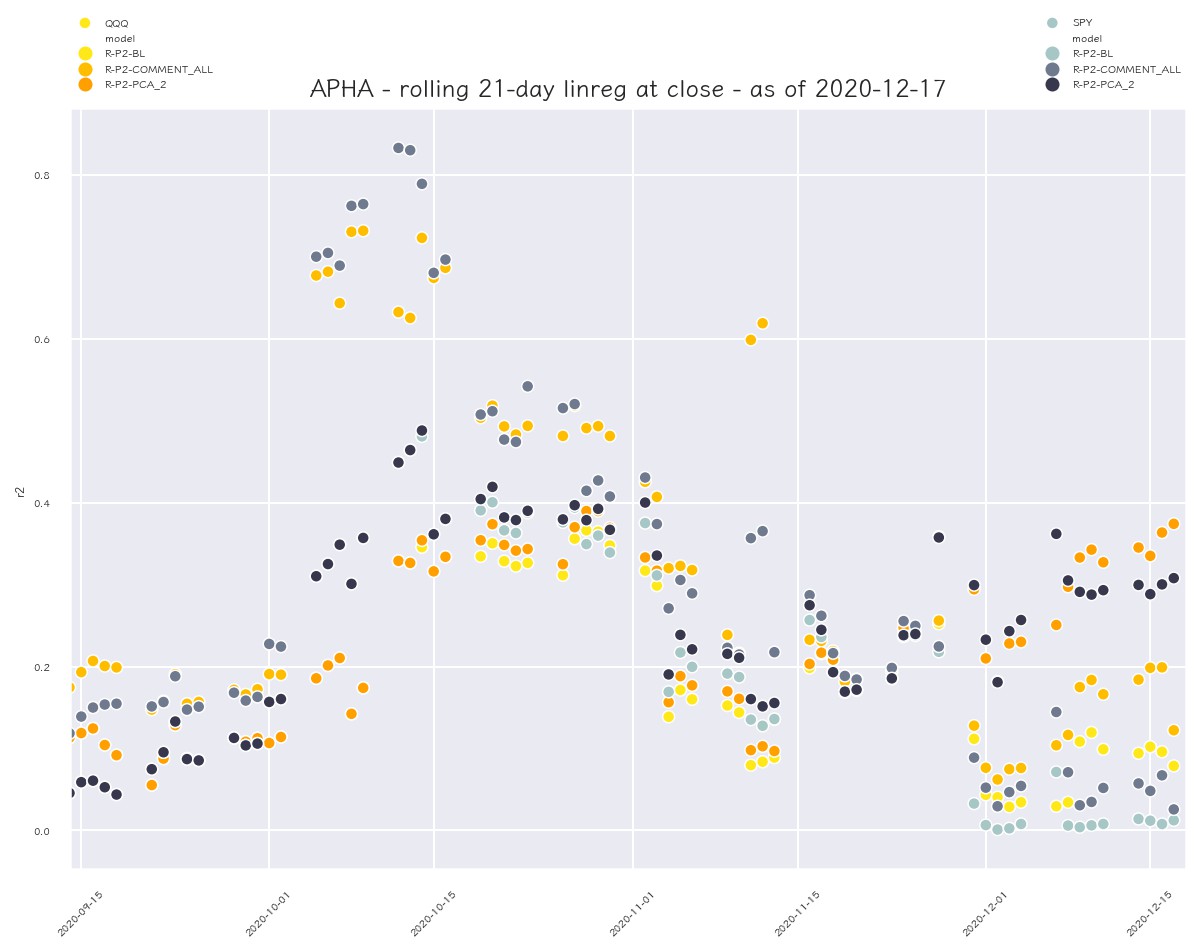 QQQ
model
R-P2-BL
R-P2-COMMENT_ALL
R-P2-PCA_2
SPY
model
R-P2-BL
R-P2-COMMENT_ALL
R-P2-PCA_2
APHA - rolling 21-day linreg at close - as of 2020-12-17
r2
0.8
0.6
0.4
0.2
0.0
2020-09-15
2020-10-01
2020-10-15
2020-11-01
2020-11-15
2020-12-01
2020-12-15